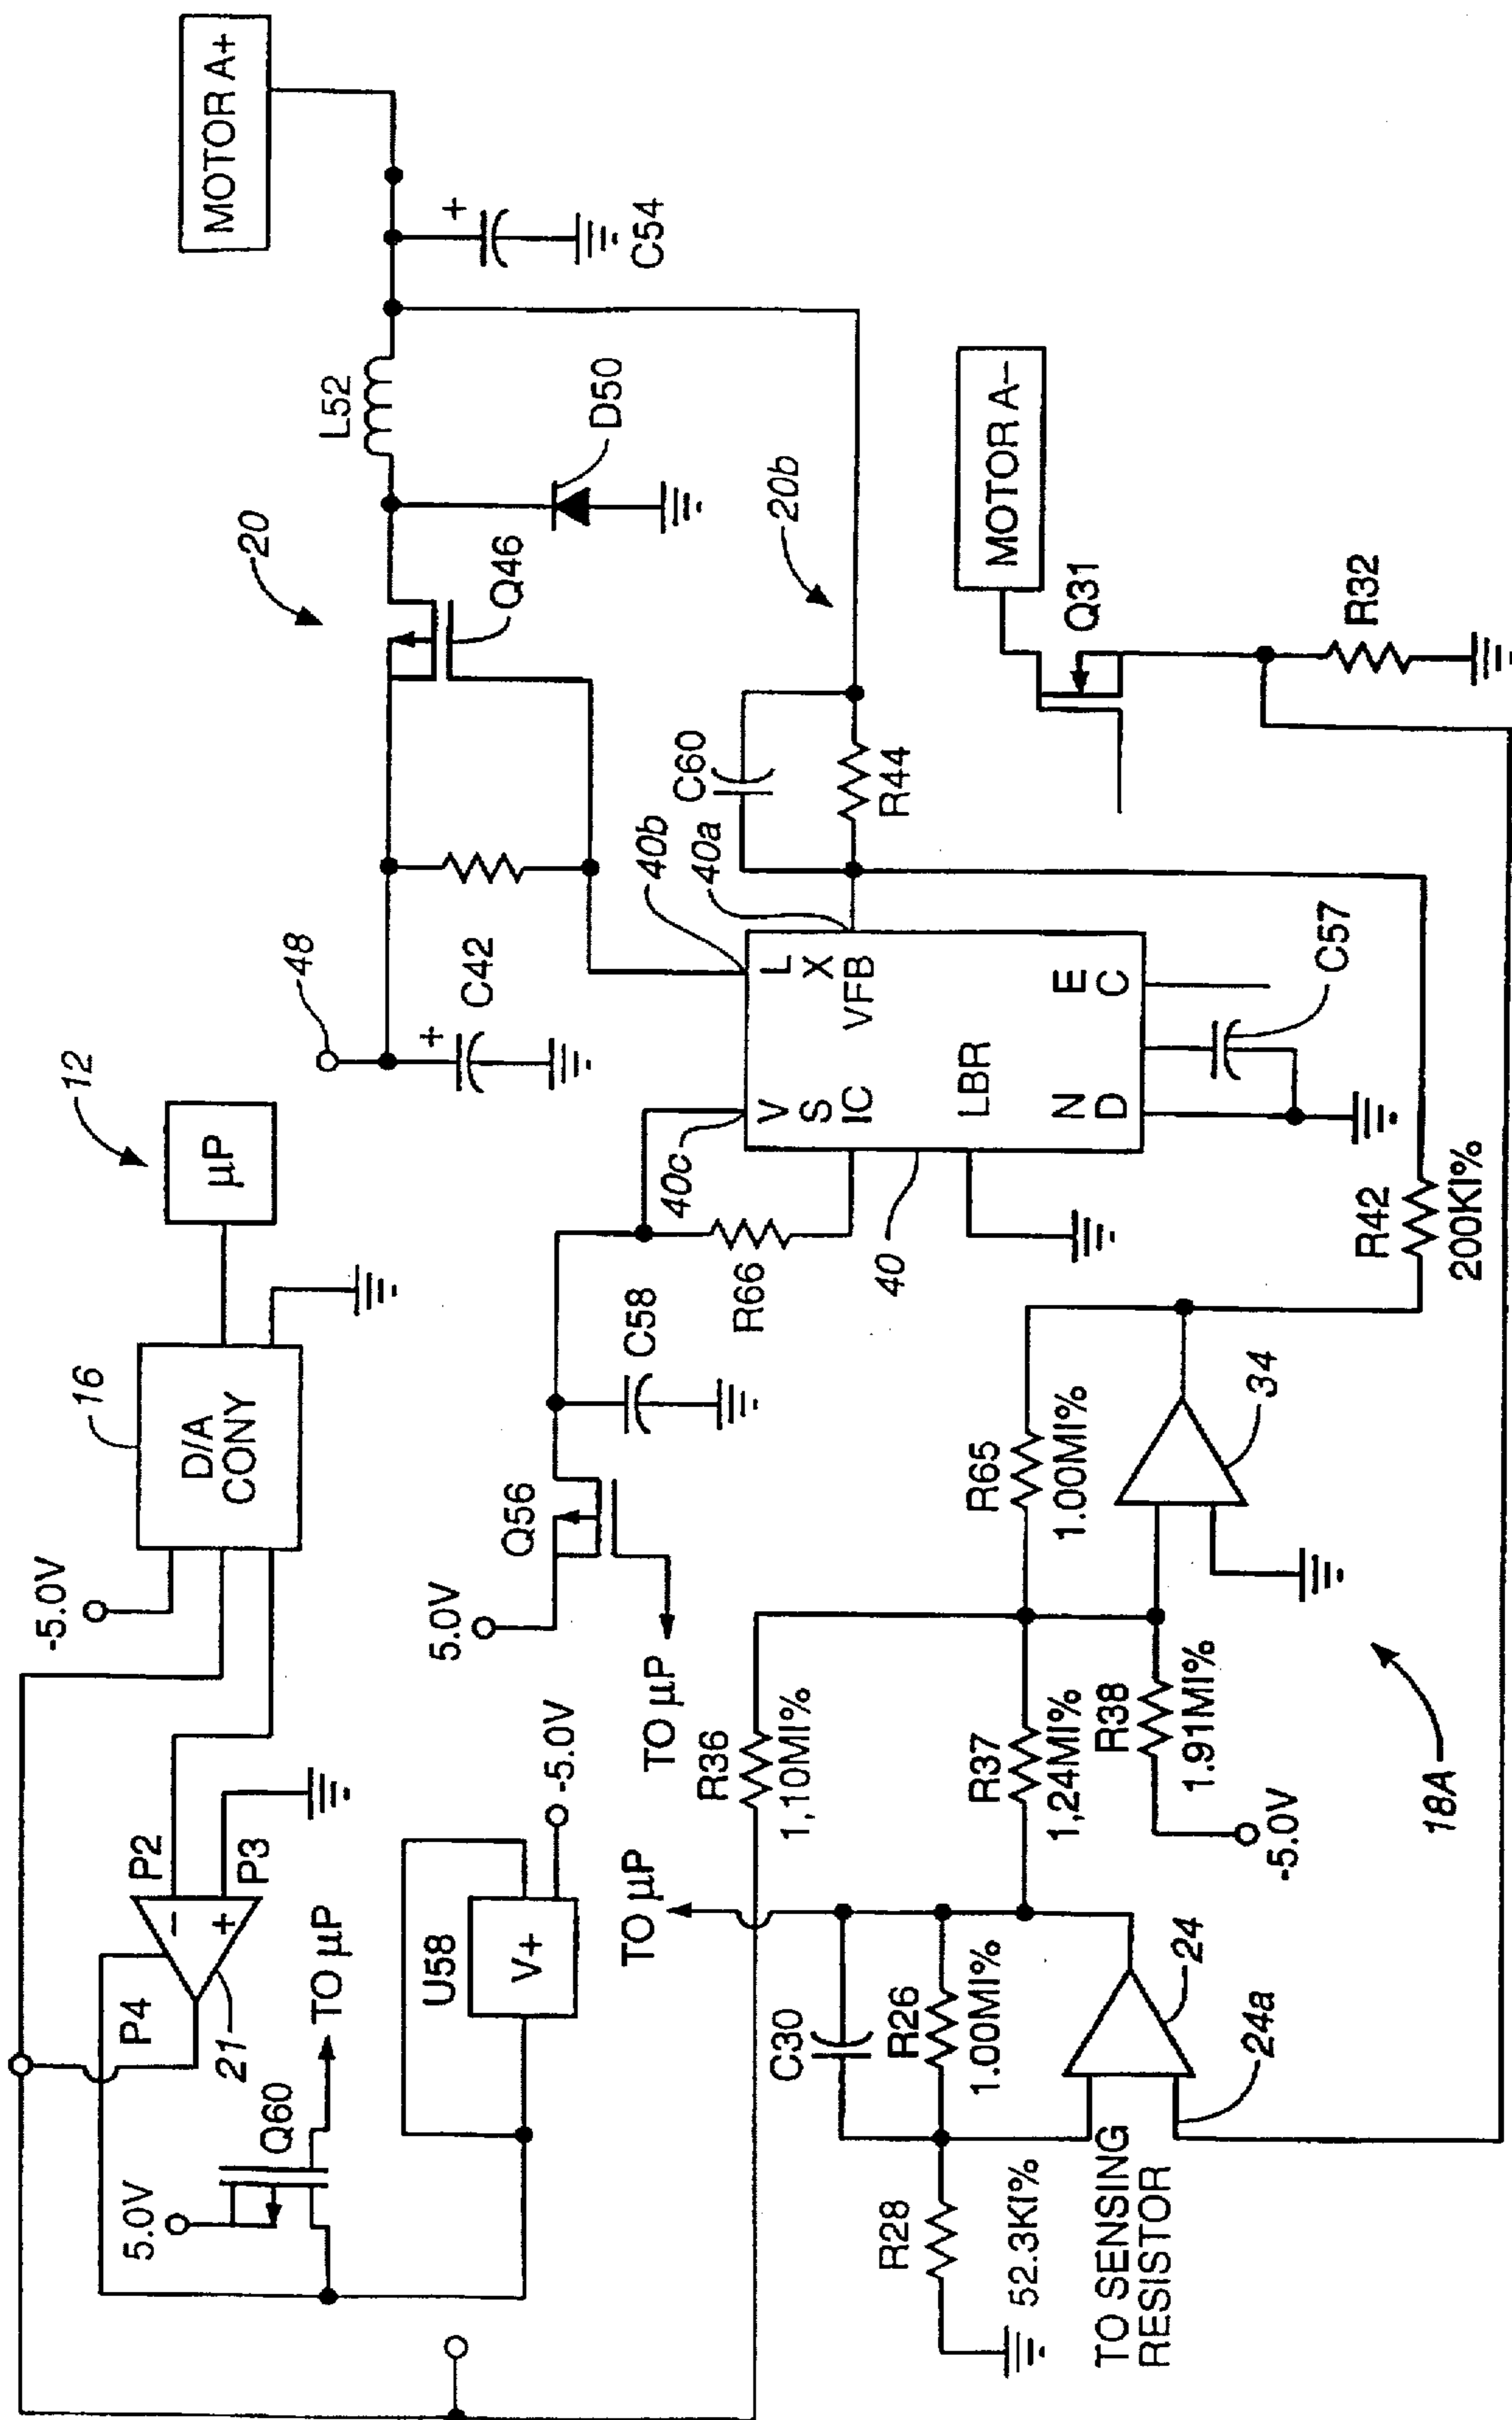 MOTOR A+
C54
L52
D50
20
Q46
48
C42
12
µP
16
D/A
CONY
-5.0V
P2
P3
P4
21
TO µP
Q60
5.0V
U58
V+
-5.0V
5.0V
Q56
TO µP
C58
R66
40c
40b
40a
40
V
S
IC
L
X
VFB
LBR
N
D
E
C
C57
C60
R44
20b
MOTOR A–
Q31
R32
R42
200KI%
R65
1.00MI%
34
R36
1,10MI%
R37
1,24MI%
R38
1.91MI%
-5.0V
18A
TO µP
C30
R26
1.00MI%
24
24a
R28
52.3KI%
TO SENSING
RESISTOR